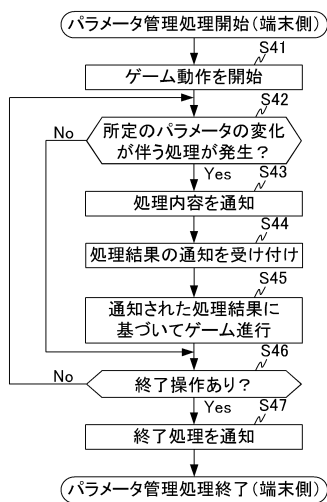 パラメータ管理処理開始(端末側)
S41
ゲーム動作を開始
S42
所定のパラメータの変化
が伴う処理が発生?
No
Yes
S43
処理内容を通知
S44
処理結果の通知を受け付け
S45
通知された処理結果に
基づいてゲーム進行
S46
No
終了操作あり?
Yes
S47
終了処理を通知
パラメータ管理処理終了(端末側)